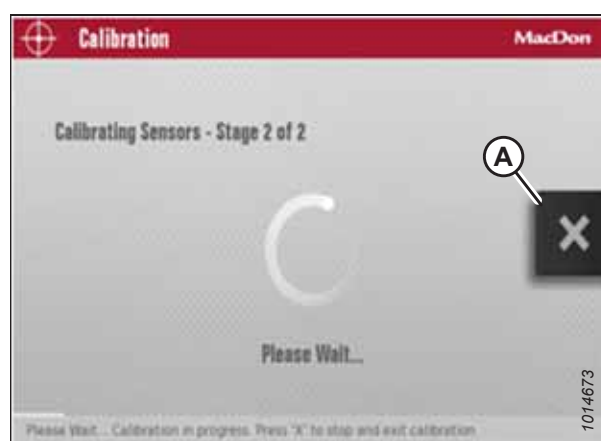 Calibration
MacDon
Calibrating Sensors - Stage 2 of 2
A
X
Please Wait...
1014673
Please Wait... Calibration in progress. Press "X" to stop and exit calibration